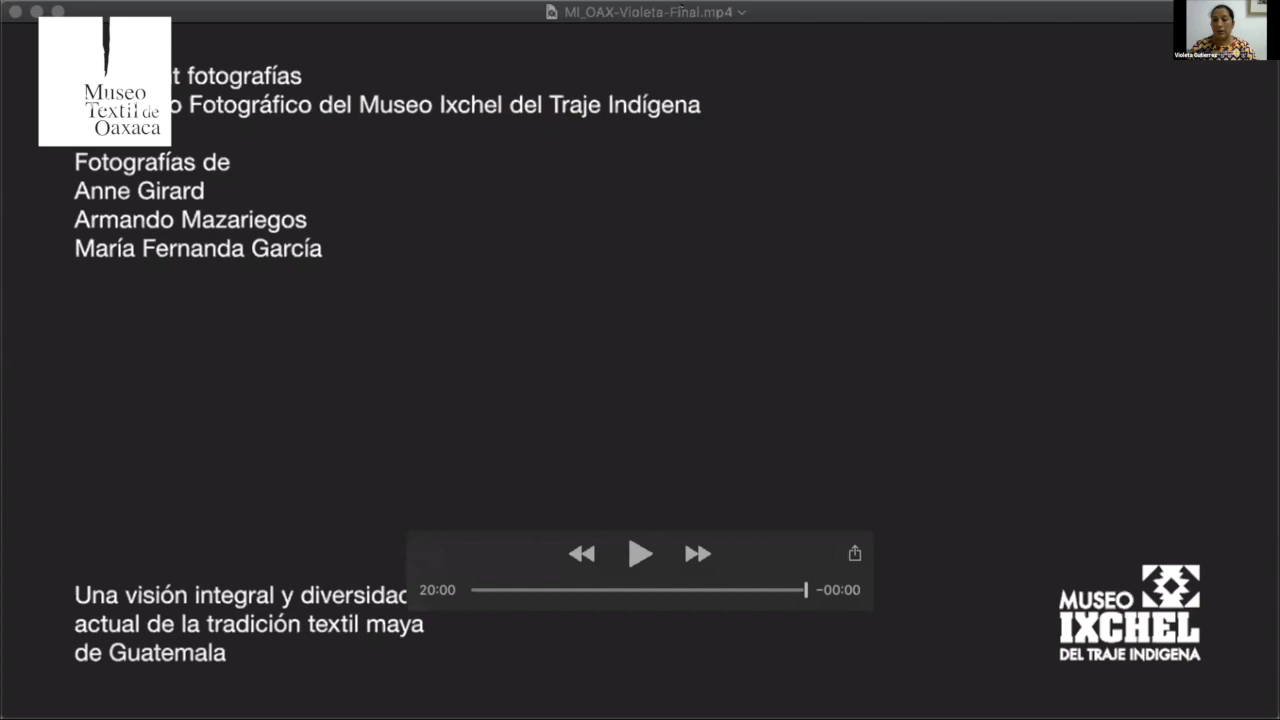 MI_OAX-Violeta-Final.mp4
Violeta Gutierrez
Museo
Textil de
Oaxaca
t fotografías
o Fotográfico del Museo Ixchel del Traje Indígena
Fotografías de
Anne Girard
Armando Mazariegos
María Fernanda García
20:00
-00:00
Una visión integral y diversidad
actual de la tradición textil maya
de Guatemala
MUSEO
IXCHEL
DEL TRAJE INDIGENA